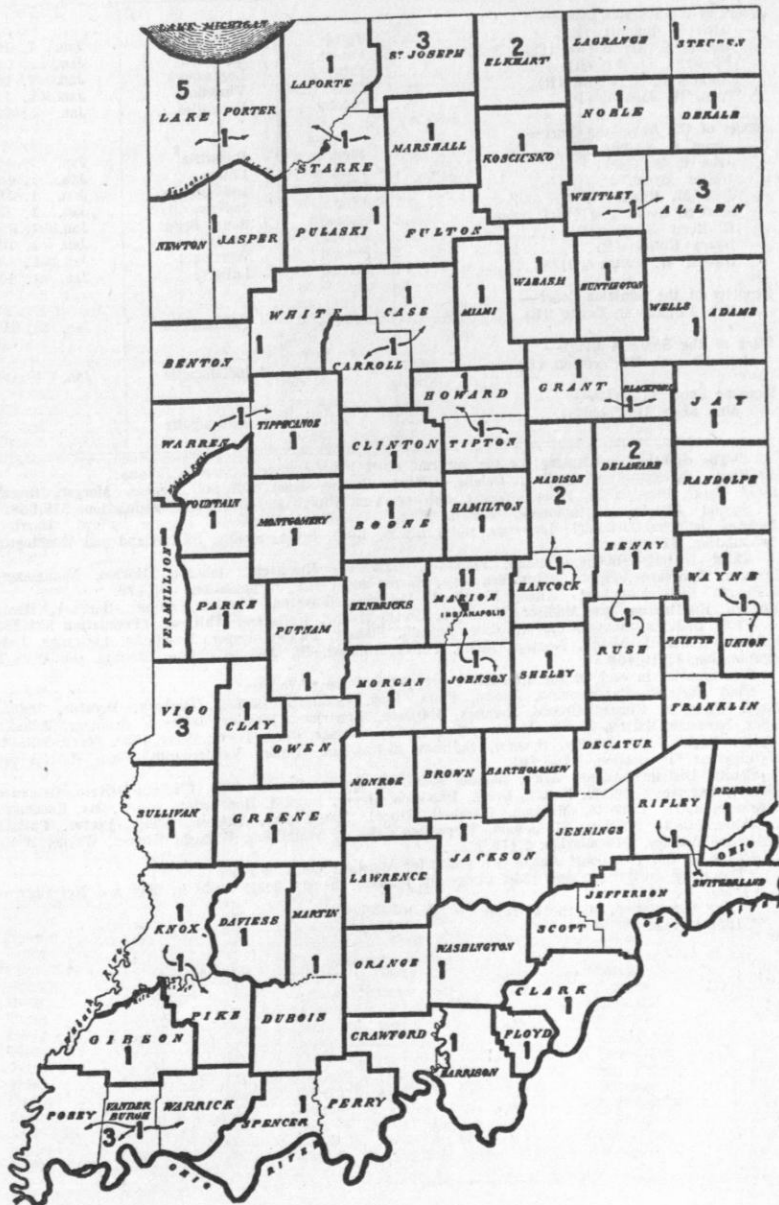 LAKE MICHIGAN
3
2
1
ST JOSEPH
ELKHART
LAGRANGE
STEUBEN
1
LAPORTE
5
LAKE
PORTER
1
1
STARKE
1
MARSHALL
1
KOSCIUSKO
1
NOBLE
DEKALB
WHITLEY
1
3
ALLEN
NEWTON
1
JASPER
PULASKI
1
FULTON
WHITE
1
1
CASS
1
MIAMI
1
WABASH
1
HUNTINGTON
WELLS
1
ADAMS
BENTON
CARROLL
1
1
HOWARD
GRANT
1
BLACKFORD
1
JAY
1
WARREN
1
TIPPECANOE
1
CLINTON
1
1
TIPTON
MADISON
2
2
DELAWARE
RANDOLPH
1
FOUNTAIN
1
MONTGOMERY
1
1
BOONE
HAMILTON
1
VERMILLION
1
PARKE
PUTNAM
1
1
HENDRICKS
11
MARION
INDIANAPOLIS
1
HANCOCK
HENRY
1
1
WAYNE
1
1
RUSH
FAYETTE
UNION
VIGO
3
1
CLAY
OWEN
MORGAN
1
1
JOHNSON
1
SHELBY
1
FRANKLIN
DECATUR
1
SULLIVAN
1
GREENE
1
MONROE
1
BROWN
BARTHOLOMEW
1
JENNINGS
RIPLEY
1
DEARBORN
1
OHIO
SWITZERLAND
JACKSON
LAWRENCE
1
JEFFERSON
1
SCOTT
1
KNOX
1
DAVIESS
1
MARTIN
1
ORANGE
WASHINGTON
1
CLARK
1
GIBSON
1
PIKE
DUBOIS
CRAWFORD
1
HARRISON
FLOYD
1
POSEY
VANDERBURGH
3
1
WARRICK
1
SPENCER
PERRY
OHIO RIVER